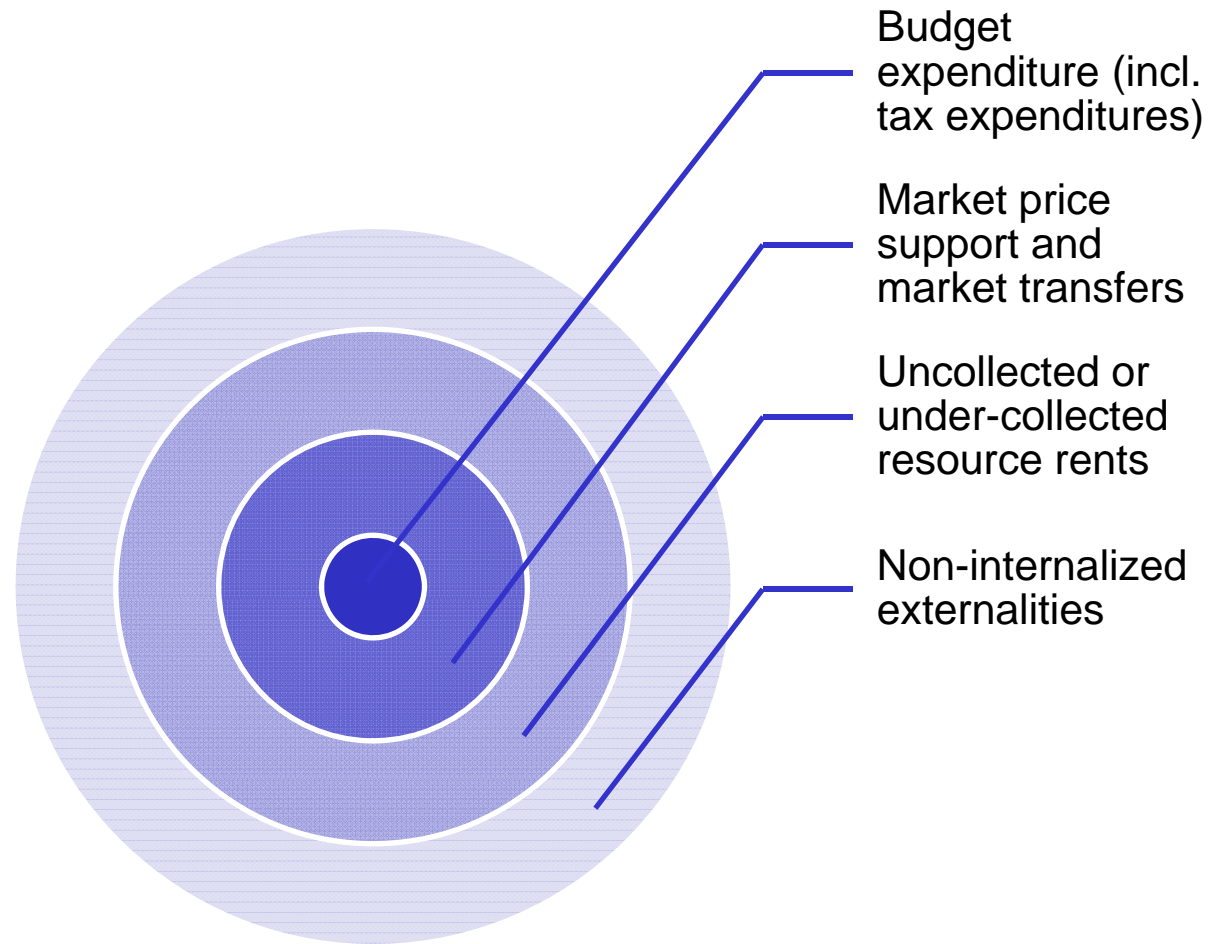 Budget
expenditure (incl.
tax expenditures)
Market price
support and
market transfers
Uncollected or
under-collected
resource rents
Non-internalized
externalities